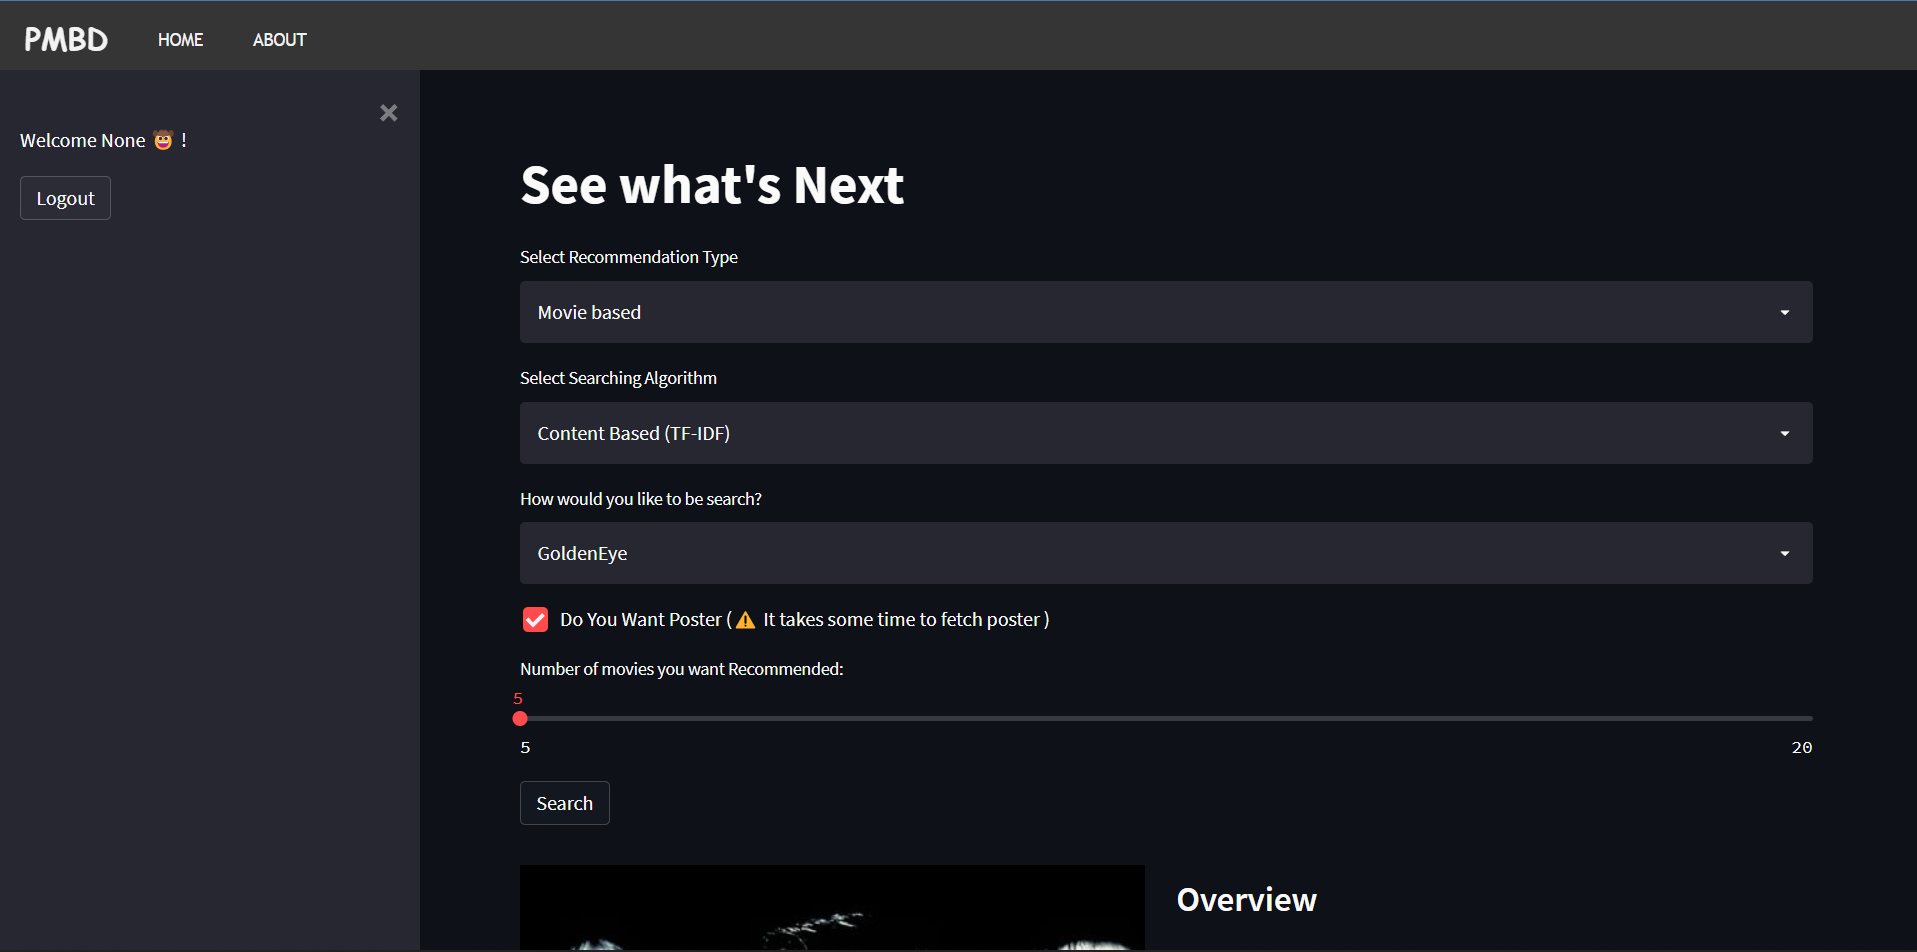 PMBD HOME ABOUT
Welcome None 🤠 !
Logout
See what's Next
Select Recommendation Type
Movie based
Select Searching Algorithm
Content Based (TF-IDF)
How would you like to be search?
GoldenEye
Do You Want Poster ( ⚠️ It takes some time to fetch poster )
Number of movies you want Recommended:
5
5 20
Search
Overview